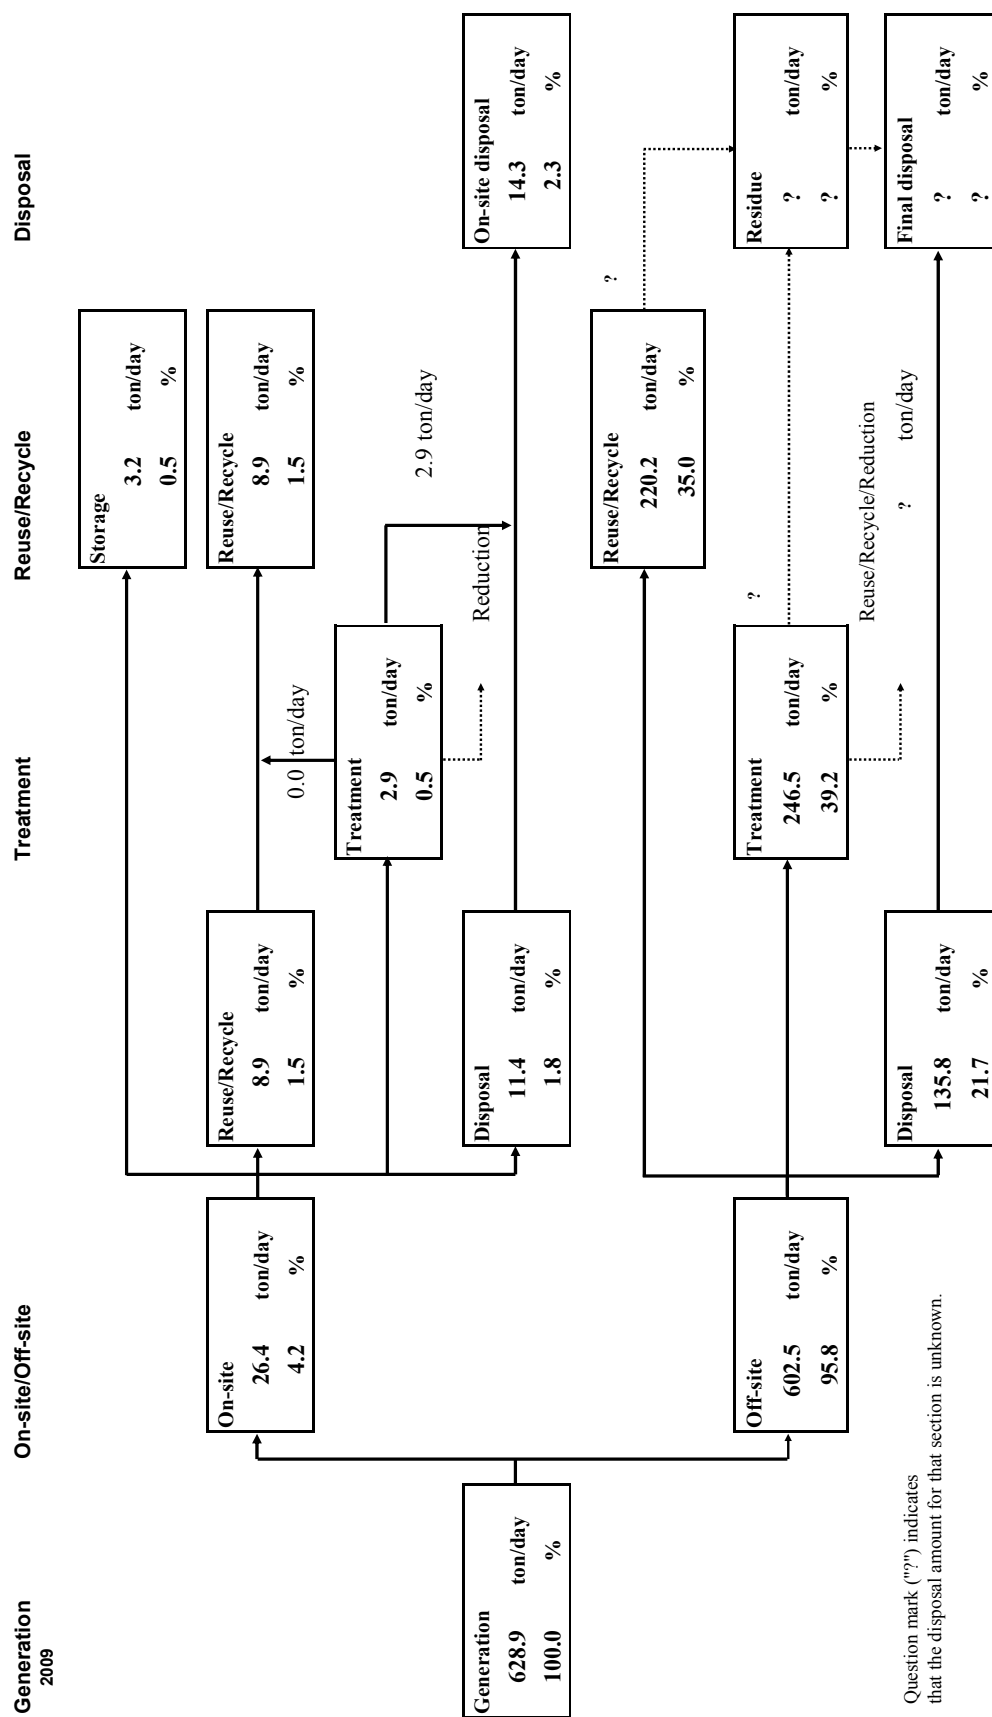 Generation
2009
On-site/Off-site
Treatment
Reuse/Recycle
Disposal
Generation
628.9 ton/day
100.0 %
On-site
26.4 ton/day
4.2 %
Off-site
602.5 ton/day
95.8 %
Storage
3.2 ton/day
0.5 %
Reuse/Recycle
8.9 ton/day
1.5 %
Reuse/Recycle
8.9 ton/day
1.5 %
0.0 ton/day
Treatment
2.9 ton/day
0.5 %
2.9 ton/day
Reduction
Disposal
11.4 ton/day
1.8 %
On-site disposal
14.3 ton/day
2.3 %
Reuse/Recycle
220.2 ton/day
35.0 %
?
Treatment
246.5 ton/day
39.2 %
?
Residue
? ton/day
? %
Reuse/Recycle/Reduction
? ton/day
Disposal
135.8 ton/day
21.7 %
Final disposal
? ton/day
? %
Question mark ("?") indicates
that the disposal amount for that section is unknown.